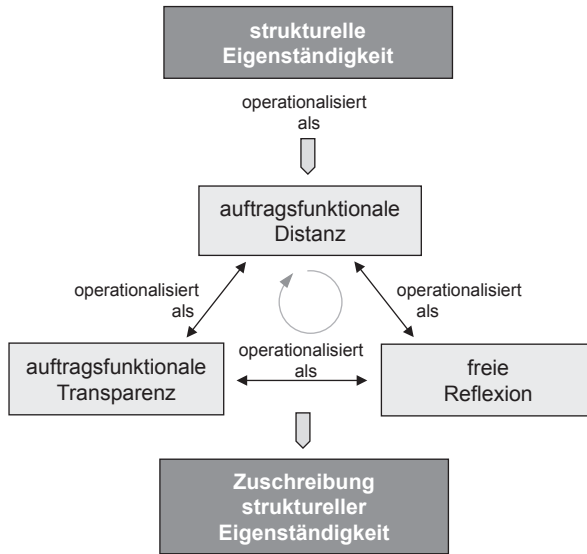 strukturelle
Eigenständigkeit
operationalisiert
als
auftragsfunktionale
Distanz
operationalisiert
als
operationalisiert
als
auftragsfunktionale
Transparenz
operationalisiert
als
freie
Reflexion
Zuschreibung
struktureller
Eigenständigkeit